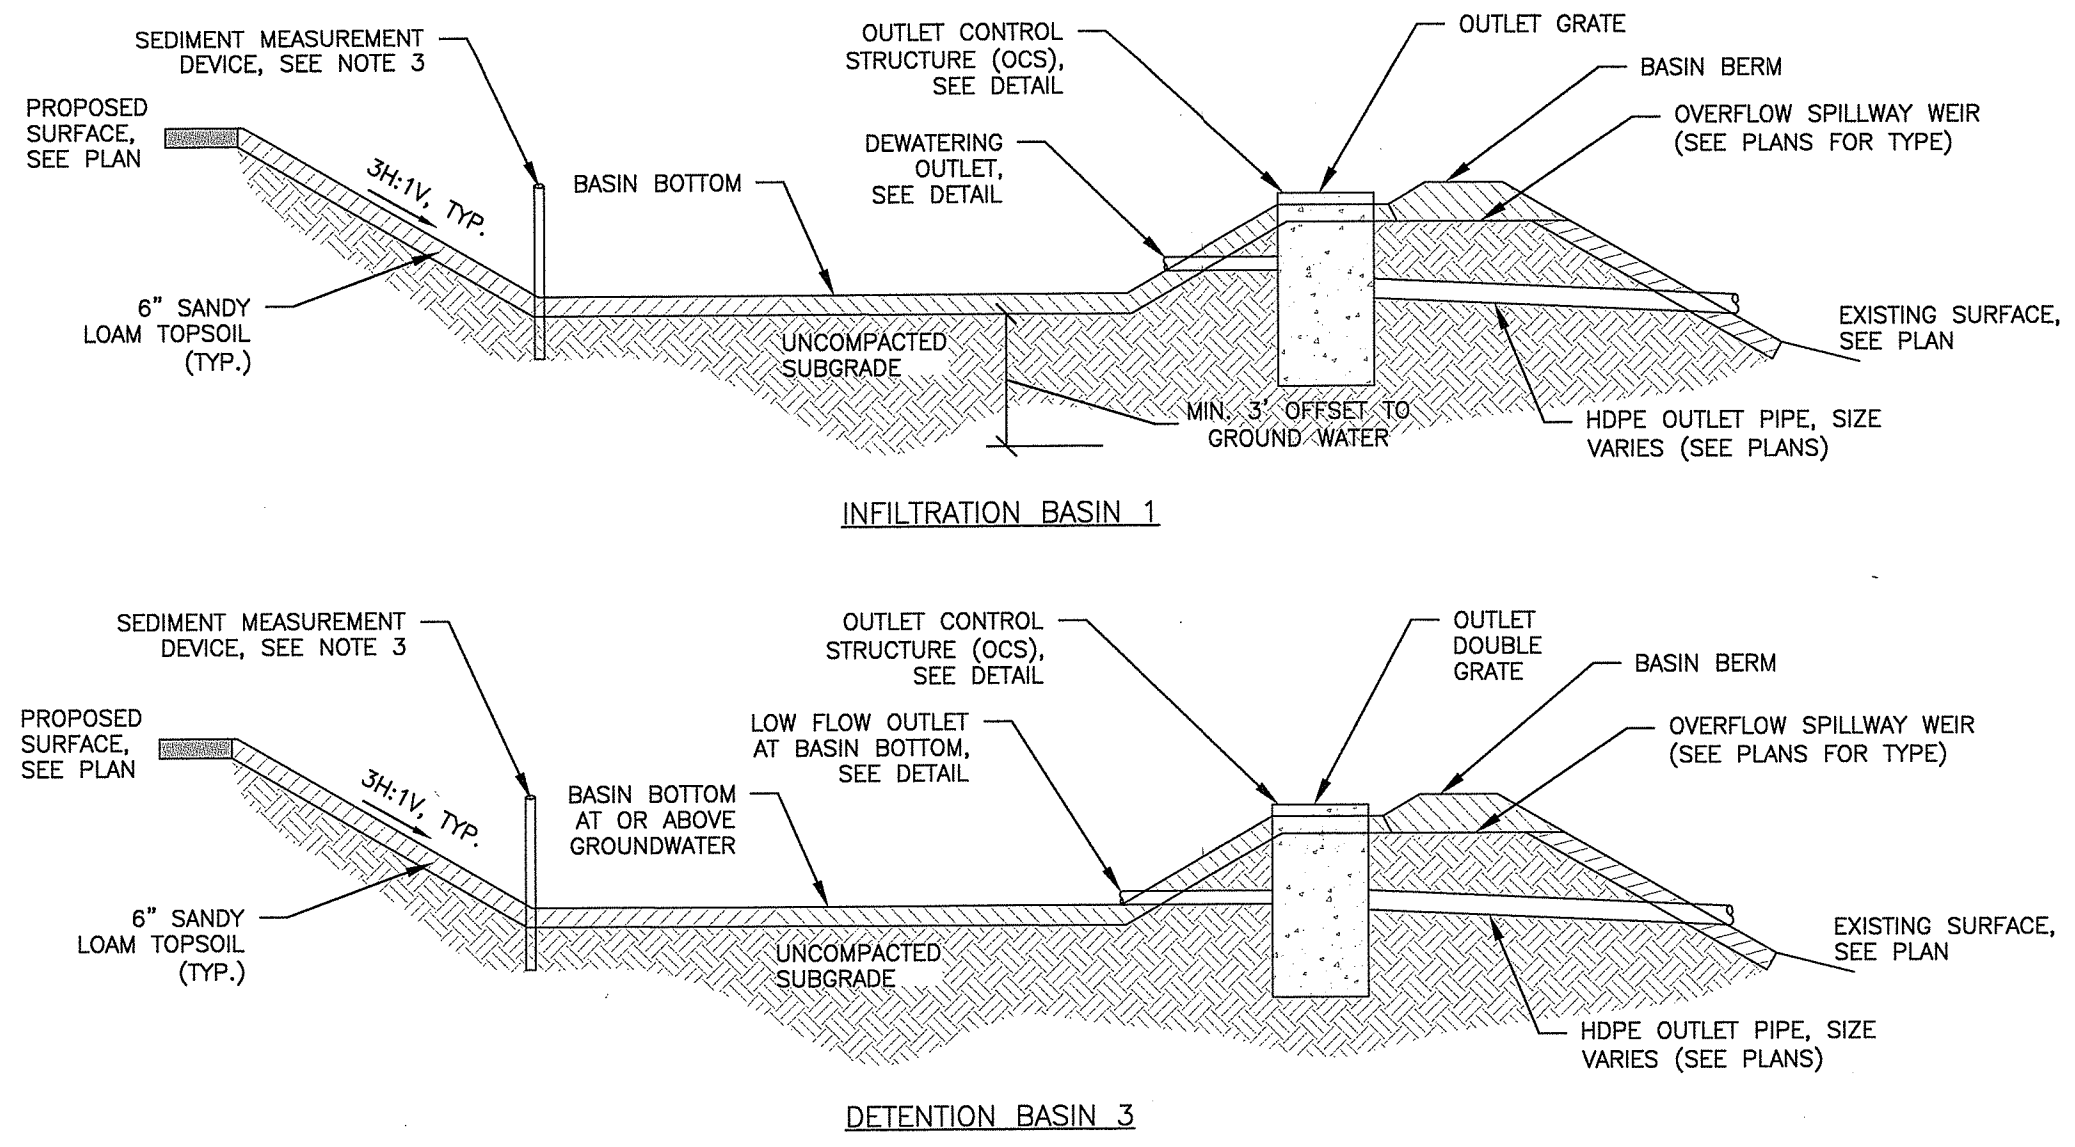 SEDIMENT MEASUREMENT
DEVICE, SEE NOTE 3
OUTLET CONTROL
STRUCTURE (OCS),
SEE DETAIL
OUTLET GRATE
BASIN BERM
PROPOSED
SURFACE,
SEE PLAN
OVERFLOW SPILLWAY WEIR
(SEE PLANS FOR TYPE)
DEWATERING
OUTLET,
SEE DETAIL
3H:1V, TYP.
BASIN BOTTOM
6" SANDY
LOAM TOPSOIL
(TYP.)
UNCOMPACTED
SUBGRADE
EXISTING SURFACE,
SEE PLAN
MIN. 3' OFFSET TO
GROUND WATER
HDPE OUTLET PIPE, SIZE
VARIES (SEE PLANS)
INFILTRATION BASIN 1
SEDIMENT MEASUREMENT
DEVICE, SEE NOTE 3
OUTLET CONTROL
STRUCTURE (OCS),
SEE DETAIL
OUTLET
DOUBLE
GRATE
BASIN BERM
PROPOSED
SURFACE,
SEE PLAN
LOW FLOW OUTLET
AT BASIN BOTTOM,
SEE DETAIL
OVERFLOW SPILLWAY WEIR
(SEE PLANS FOR TYPE)
3H:1V, TYP.
BASIN BOTTOM
AT OR ABOVE
GROUNDWATER
6" SANDY
LOAM TOPSOIL
(TYP.)
UNCOMPACTED
SUBGRADE
EXISTING SURFACE,
SEE PLAN
HDPE OUTLET PIPE, SIZE
VARIES (SEE PLANS)
DETENTION BASIN 3